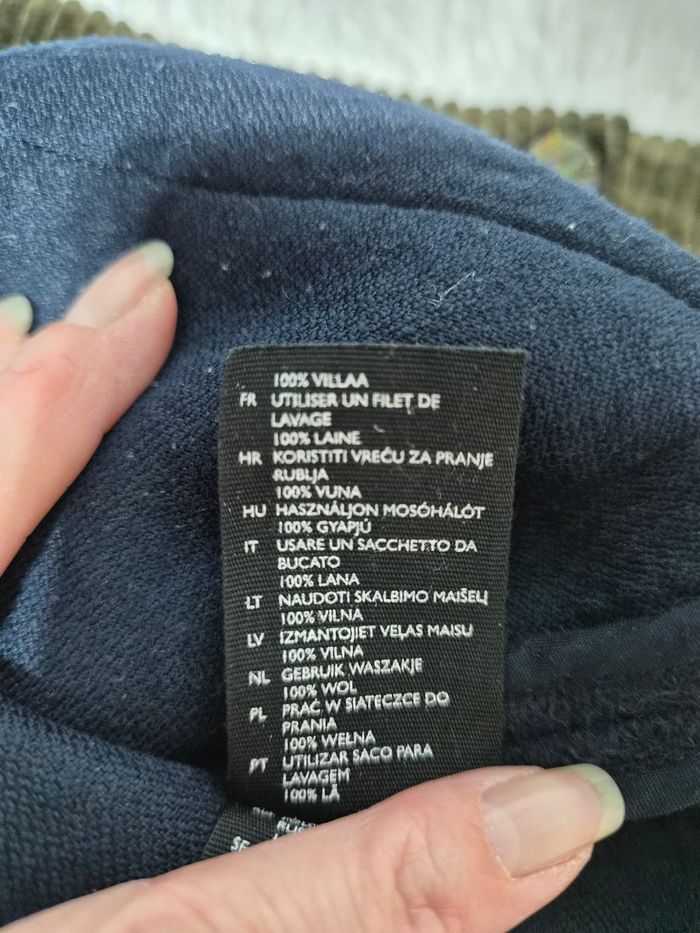 100% VILLAA
FR UTILISER UN FILET DE
LAVAGE
100% LAINE
HR KORISTITI VREĆU ZA PRANJE
RUBLJA
100% VUNA
HU HASZNÁLJON MOSÓHÁLÓT
100% GYAPJÚ
IT USARE UN SACCHETTO DA
BUCATO
100% LANA
LT NAUDOTI SKALBIMO MAIŠELĮ
100% VILNA
LV IZMANTOJIET VEĻAS MAISU
100% VILNA
NL GEBRUIK WASZAKJE
100% WOL
PL PRAĆ W SIATECZCE DO
PRANIA
100% WEŁNA
PT UTILIZAR SACO PARA
LAVAGEM
100% LÃ
SE